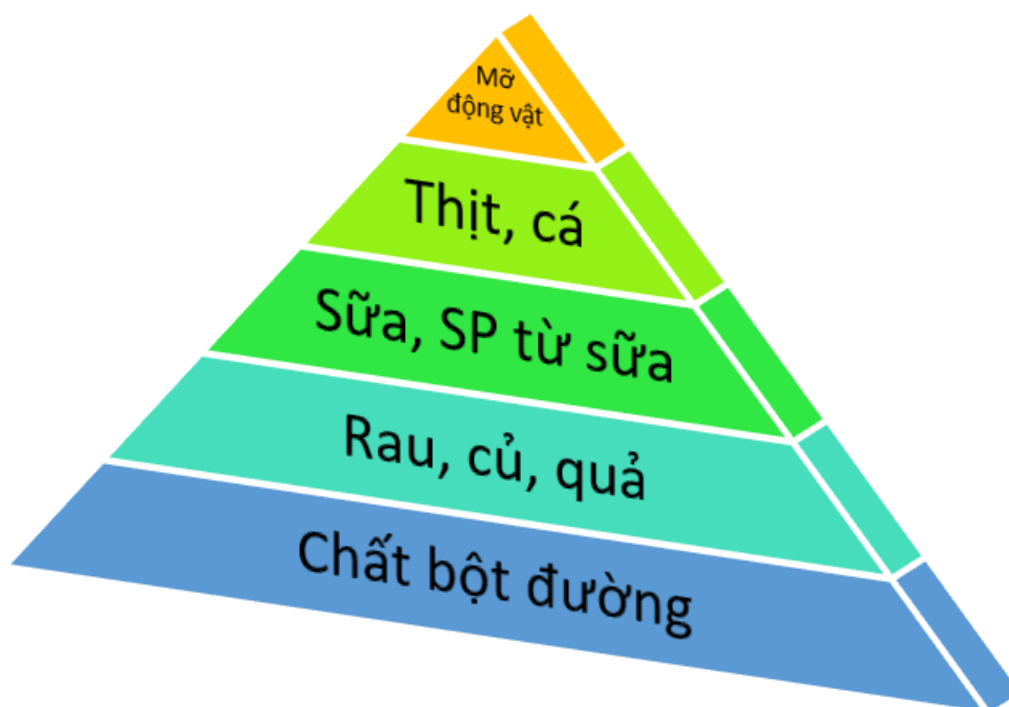 Mỡ
động vật
Thịt, cá
Sữa, SP từ sữa
Rau, củ, quả
Chất bột đường